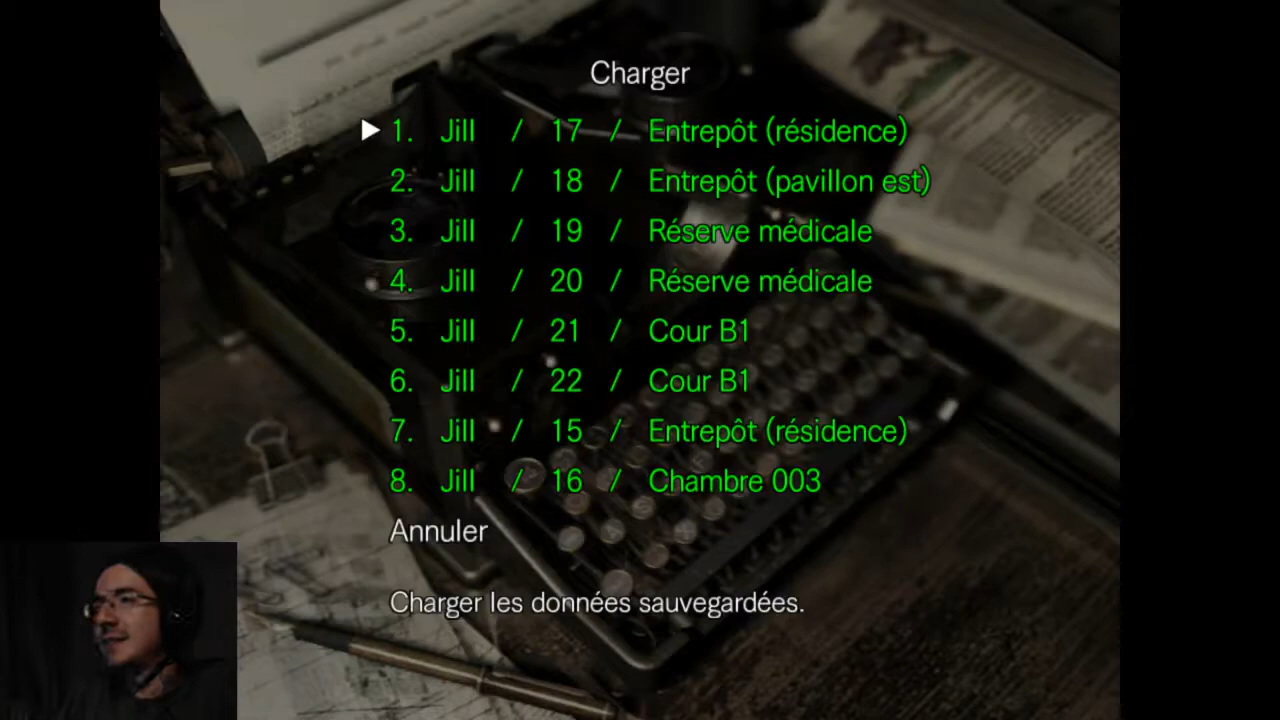 Charger
1. Jill / 17 / Entrepôt (résidence)
2. Jill / 18 / Entrepôt (pavillon est)
3. Jill / 19 / Réserve médicale
4. Jill / 20 / Réserve médicale
5. Jill / 21 / Cour B1
6. Jill / 22 / Cour B1
7. Jill / 15 / Entrepôt (résidence)
8. Jill / 16 / Chambre 003
Annuler
Charger les données sauvegardées.